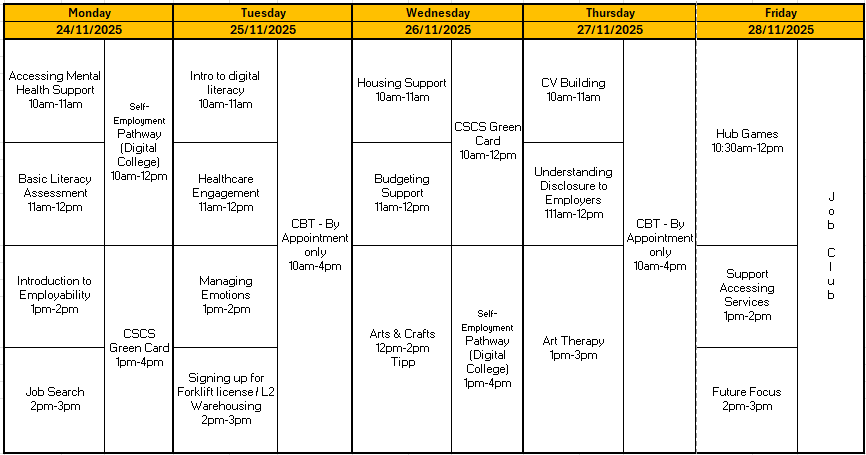 Monday
24/11/2025
Accessing Mental
Health Support
10am-11am
Basic Literacy
Assessment
11am-12pm
Introduction to
Employability
1pm-2pm
Job Search
2pm-3pm
Self-
Employment
Pathway
(Digital
College)
10am-12pm
CSCS
Green Card
1pm-4pm
Tuesday
25/11/2025
Intro to digital
literacy
10am-11am
Healthcare
Engagement
11am-12pm
Managing
Emotions
1pm-2pm
Signing up for
Forklift license / L2
Warehousing
2pm-3pm
CBT - By
Appointment
only
10am-4pm
Wednesday
26/11/2025
Housing Support
10am-11am
Budgeting
Support
11am-12pm
Arts & Crafts
12pm-2pm
Tipp
CSCS Green
Card
10am-12pm
Self-
Employment
Pathway
(Digital
College)
1pm-4pm
Thursday
27/11/2025
CV Building
10am-11am
Understanding
Disclosure to
Employers
111am-12pm
Art Therapy
1pm-3pm
CBT - By
Appointment
only
10am-4pm
Friday
28/11/2025
Hub Games
10:30am-12pm
Support
Accessing
Services
1pm-2pm
Future Focus
2pm-3pm
Job Club